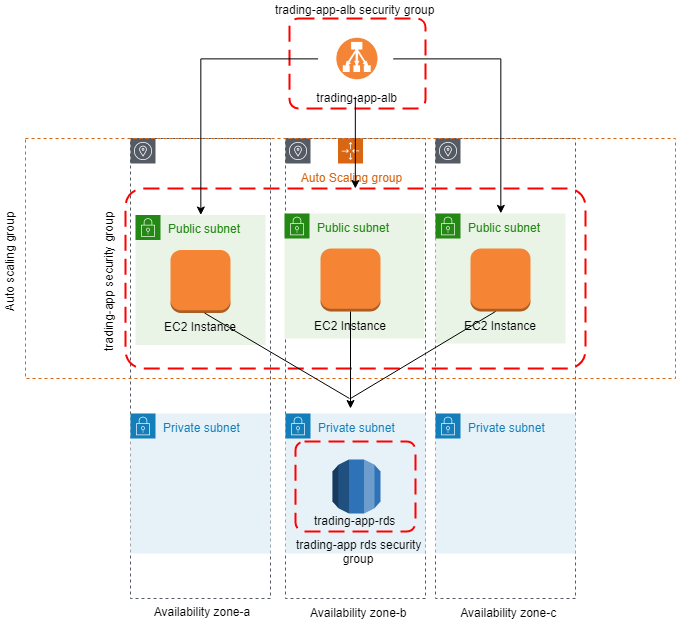 trading-app-alb security group
trading-app-alb
Auto Scaling group
Auto scaling group
trading-app security group
Public subnet
Public subnet
Public subnet
EC2 Instance
EC2 Instance
EC2 Instance
Private subnet
Private subnet
Private subnet
trading-app-rds
trading-app rds security
group
Availability zone-a
Availability zone-b
Availability zone-c